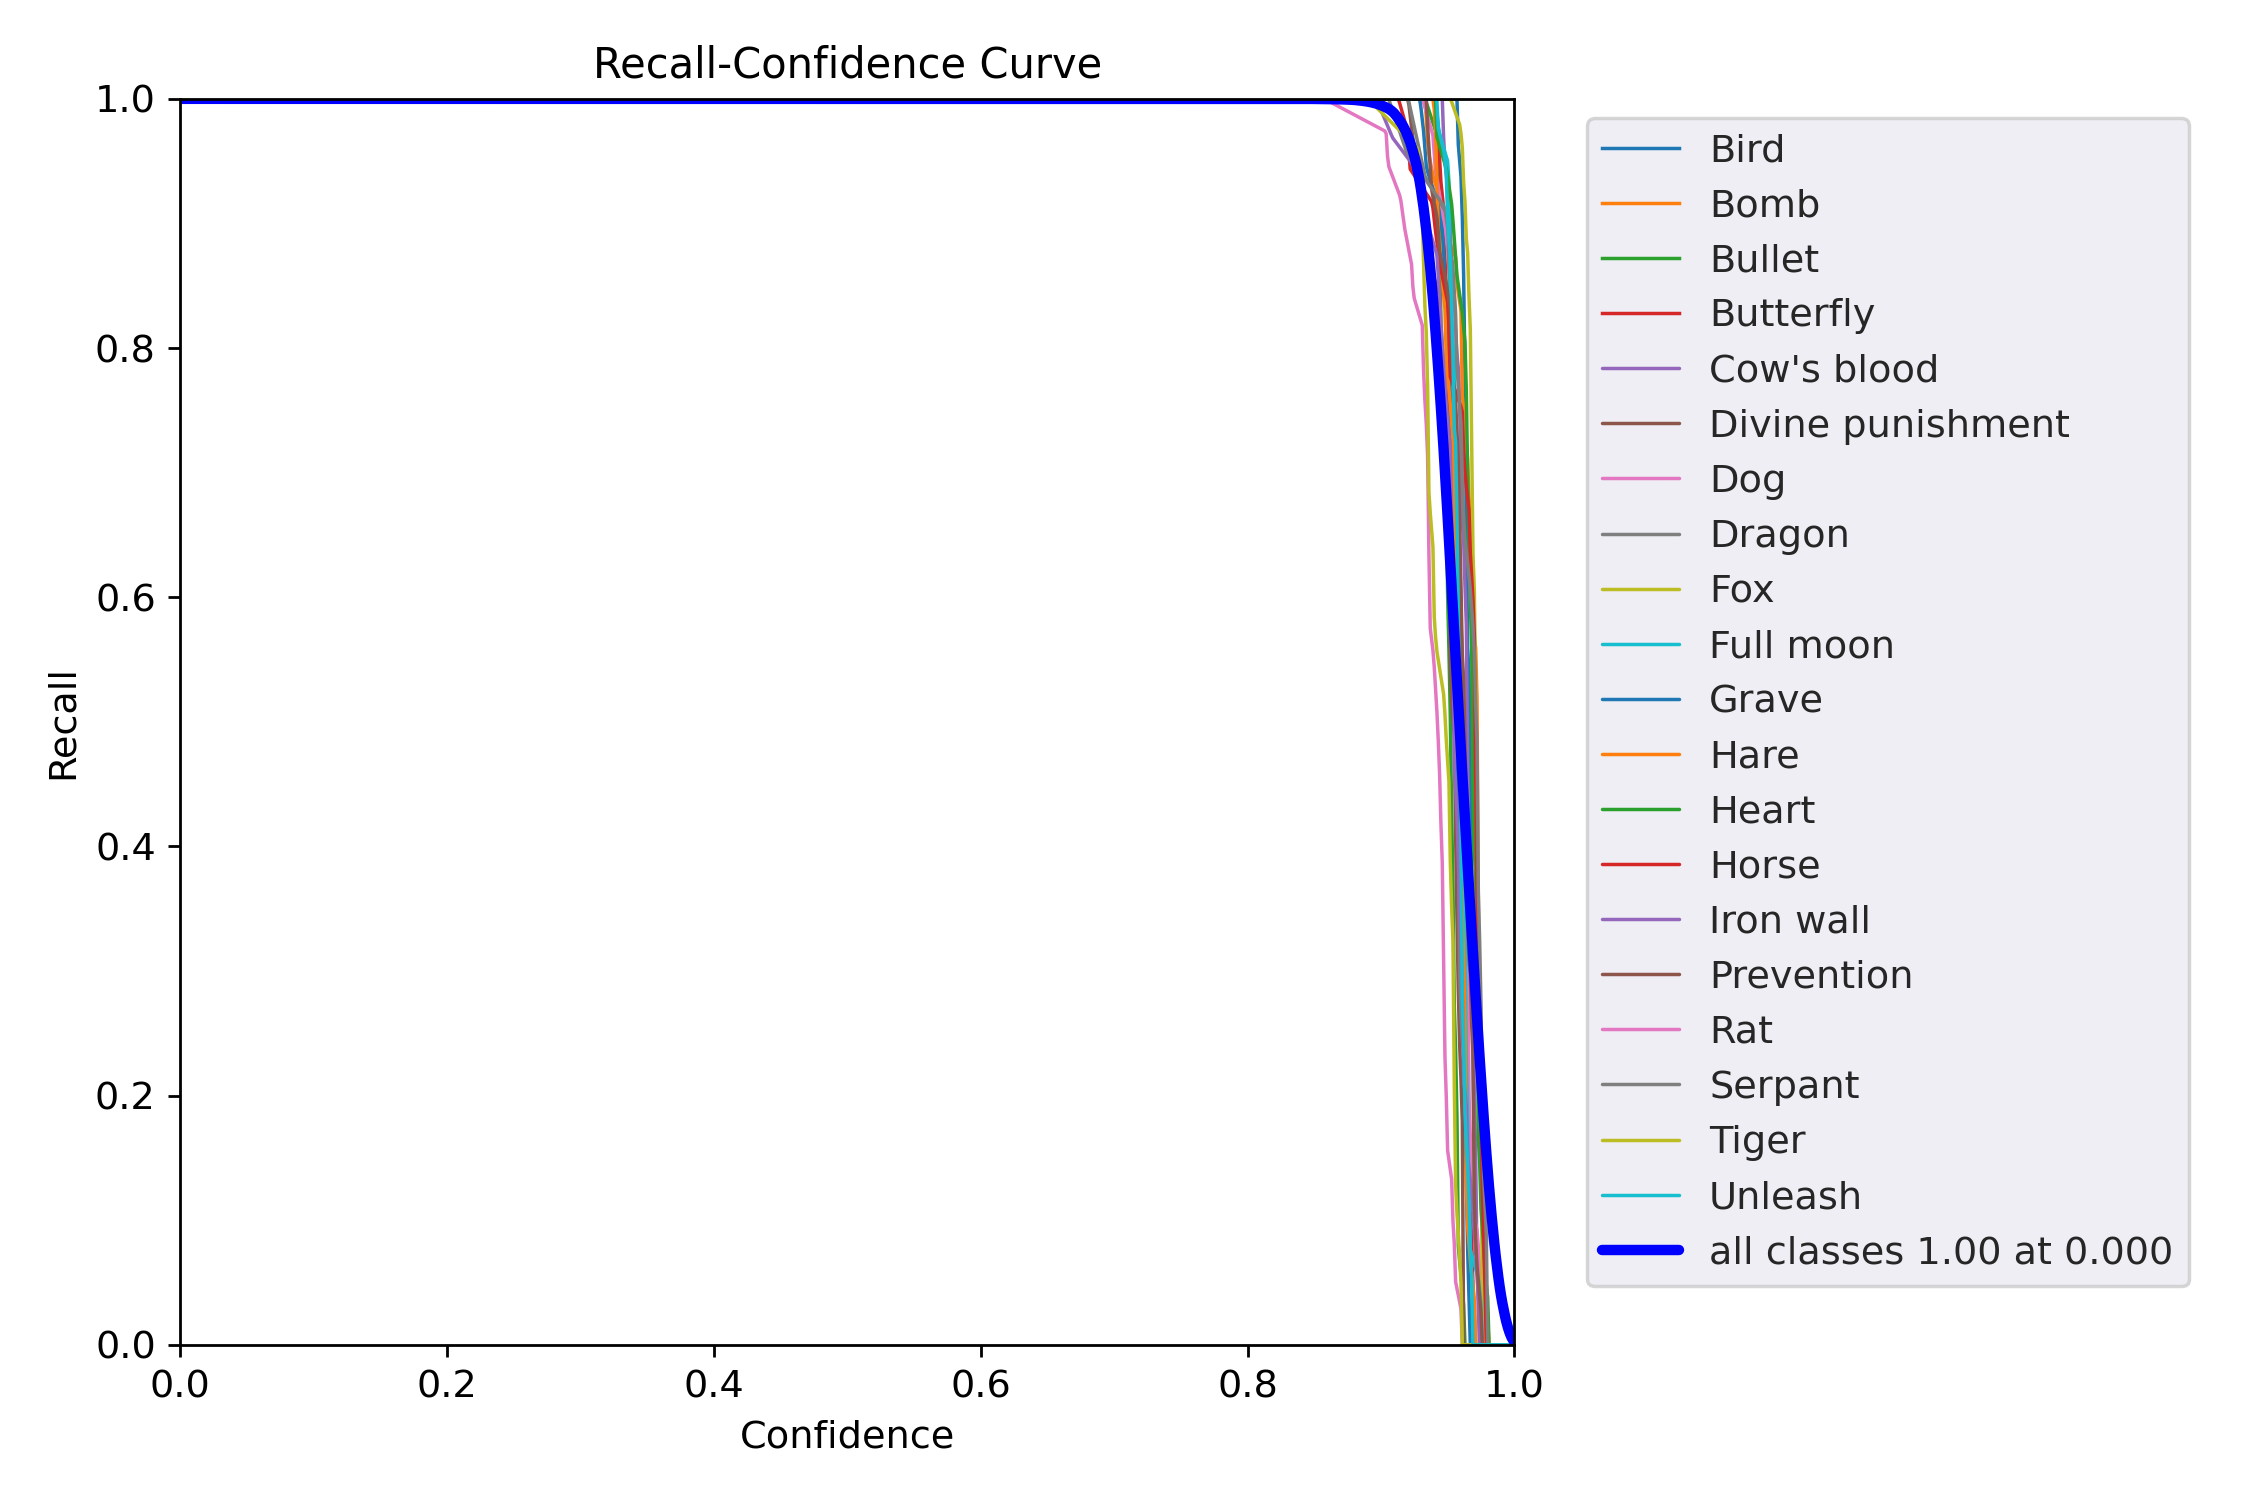 Recall-Confidence Curve
1.0
0.8
0.6
0.4
0.2
0.0
Recall
0.0 0.2 0.4 0.6 0.8 1.0
Confidence
Bird
Bomb
Bullet
Butterfly
Cow's blood
Divine punishment
Dog
Dragon
Fox
Full moon
Grave
Hare
Heart
Horse
Iron wall
Prevention
Rat
Serpant
Tiger
Unleash
all classes 1.00 at 0.000